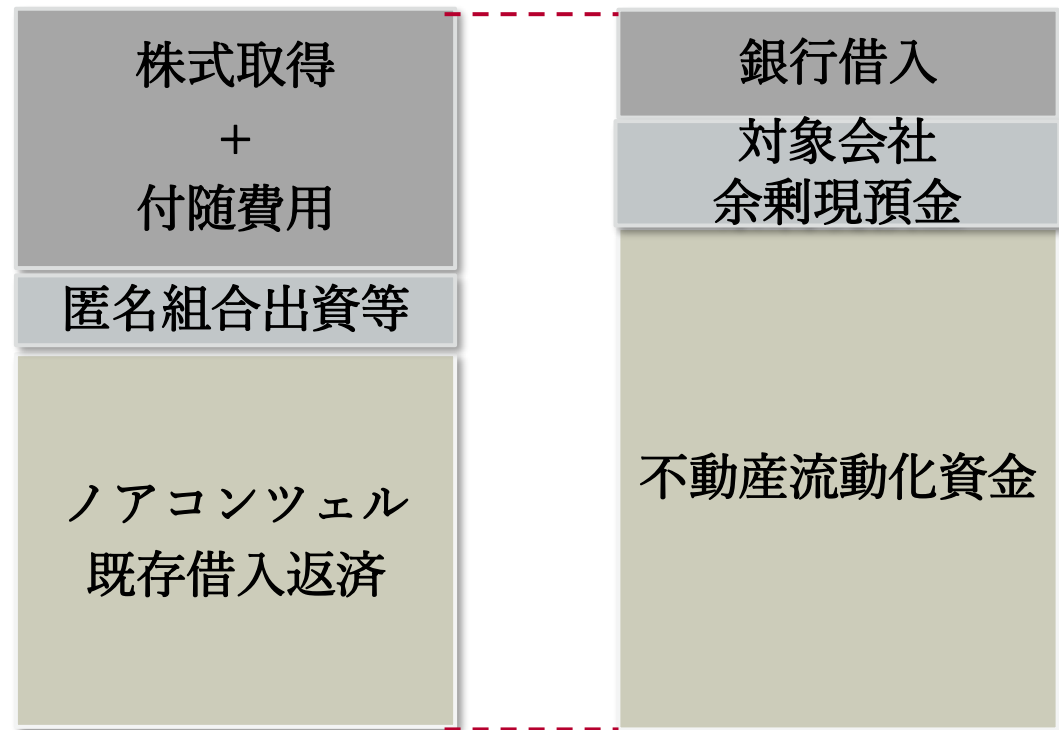 株式取得
+
付随費用
匿名組合出資等
ノアコンツェル
既存借入返済
銀行借入
対象会社
余剰現預金
不動産流動化資金